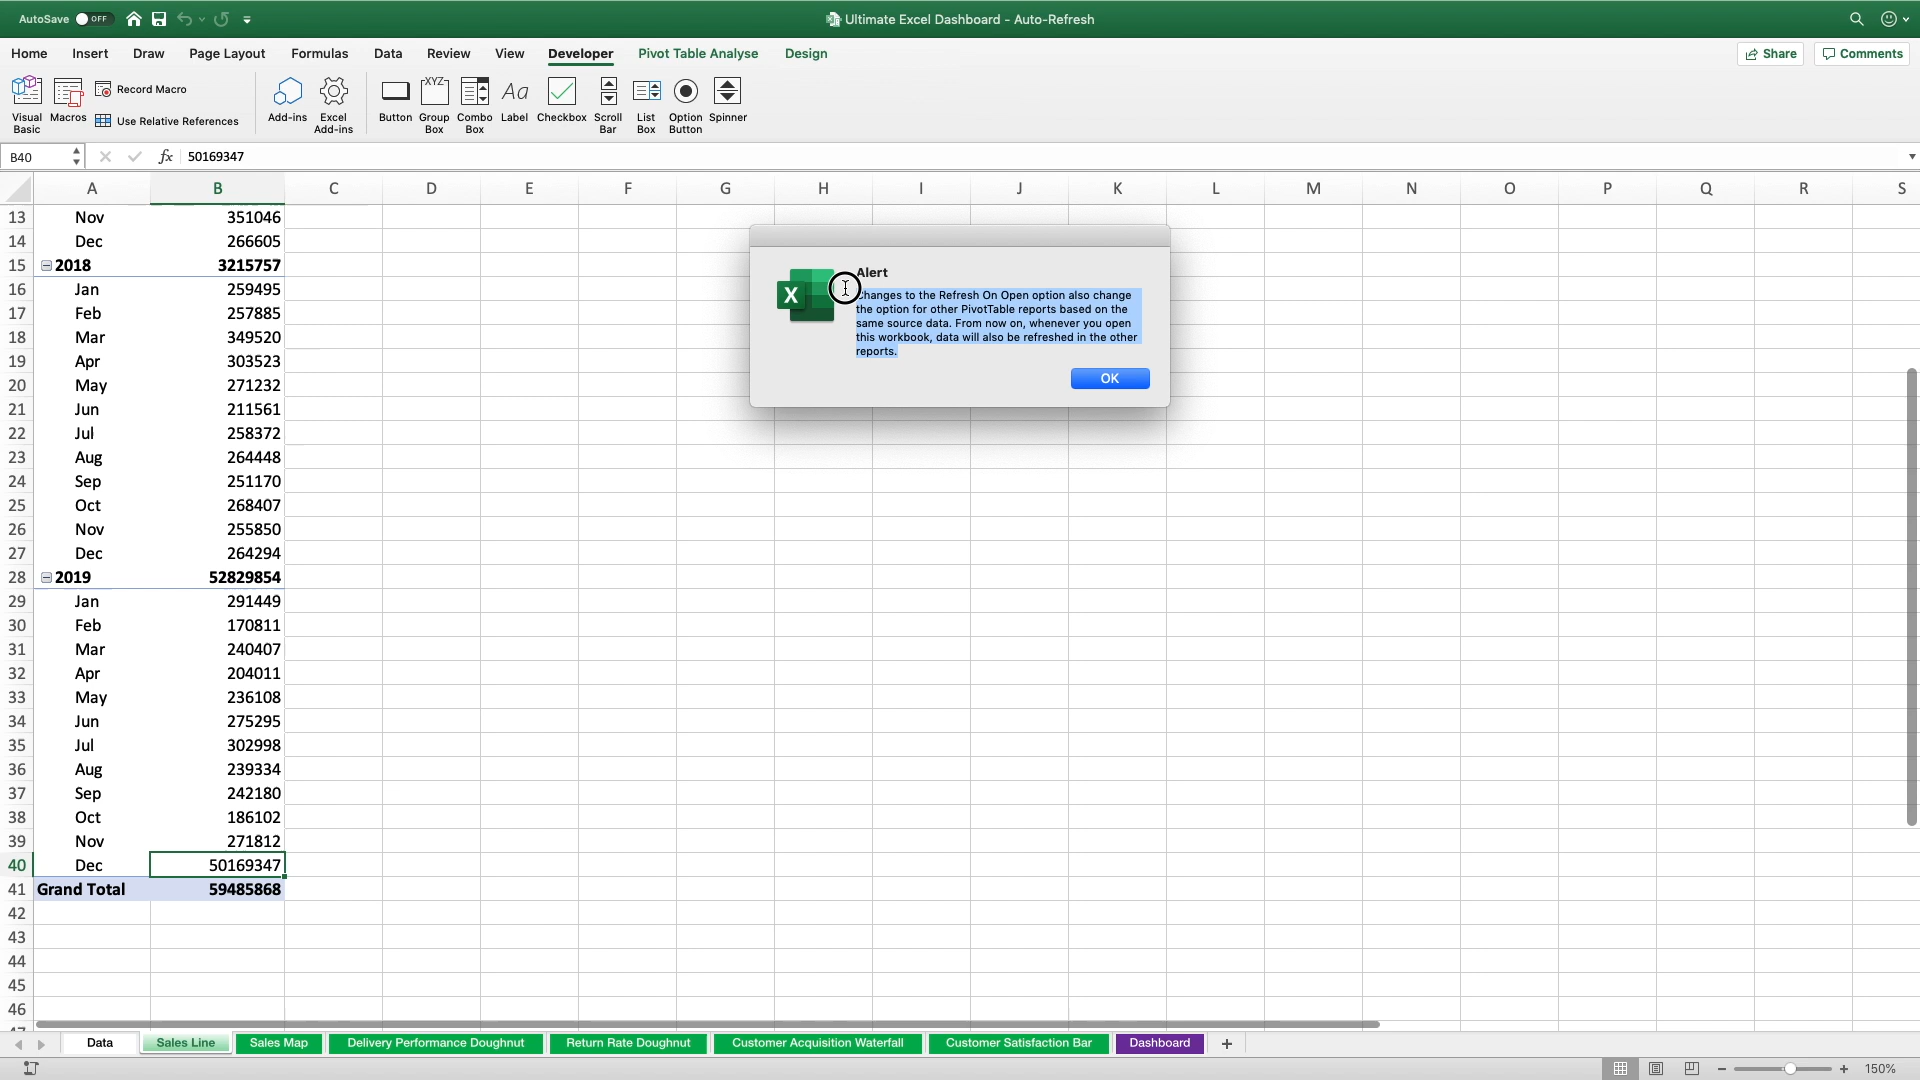 AutoSave OFF
Ultimate Excel Dashboard - Auto-Refresh
Home Insert Draw Page Layout Formulas Data Review View Developer Pivot Table Analyse Design Share Comments
Visual Basic
Macros
Record Macro
Use Relative References
Add-ins
Excel Add-ins
Button
XYZ
Group Box
Combo Box
Aa
Label
Checkbox
Scroll Bar
List Box
Option Button
Spinner
B40 fx 50169347
A B C D E F G H I J K L M N O P Q R S
13 Nov 351046
14 Dec 266605
15 2018 3215757
16 Jan 259495
17 Feb 257885
18 Mar 349520
19 Apr 303523
20 May 271232
21 Jun 211561
22 Jul 258372
23 Aug 264448
24 Sep 251170
25 Oct 268407
26 Nov 255850
27 Dec 264294
28 2019 52829854
29 Jan 291449
30 Feb 170811
31 Mar 240407
32 Apr 204011
33 May 236108
34 Jun 275295
35 Jul 302998
36 Aug 239334
37 Sep 242180
38 Oct 186102
39 Nov 271812
40 Dec 50169347
41 Grand Total 59485868
42
43
44
45
46
X
Alert
Changes to the Refresh On Open option also change
the option for other PivotTable reports based on the
same source data. From now on, whenever you open
this workbook, data will also be refreshed in the other
reports.
OK
Data Sales Line Sales Map Delivery Performance Doughnut Return Rate Doughnut Customer Acquisition Waterfall Customer Satisfaction Bar Dashboard +
150%